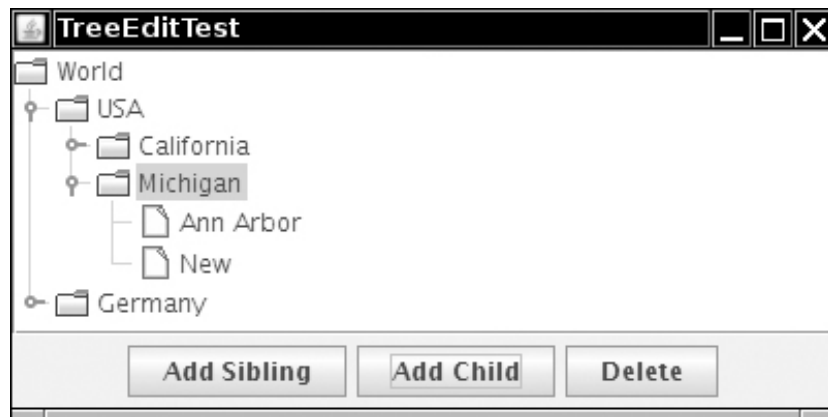 TreeEditTest
World
USA
California
Michigan
Ann Arbor
New
Germany
Add Sibling Add Child Delete